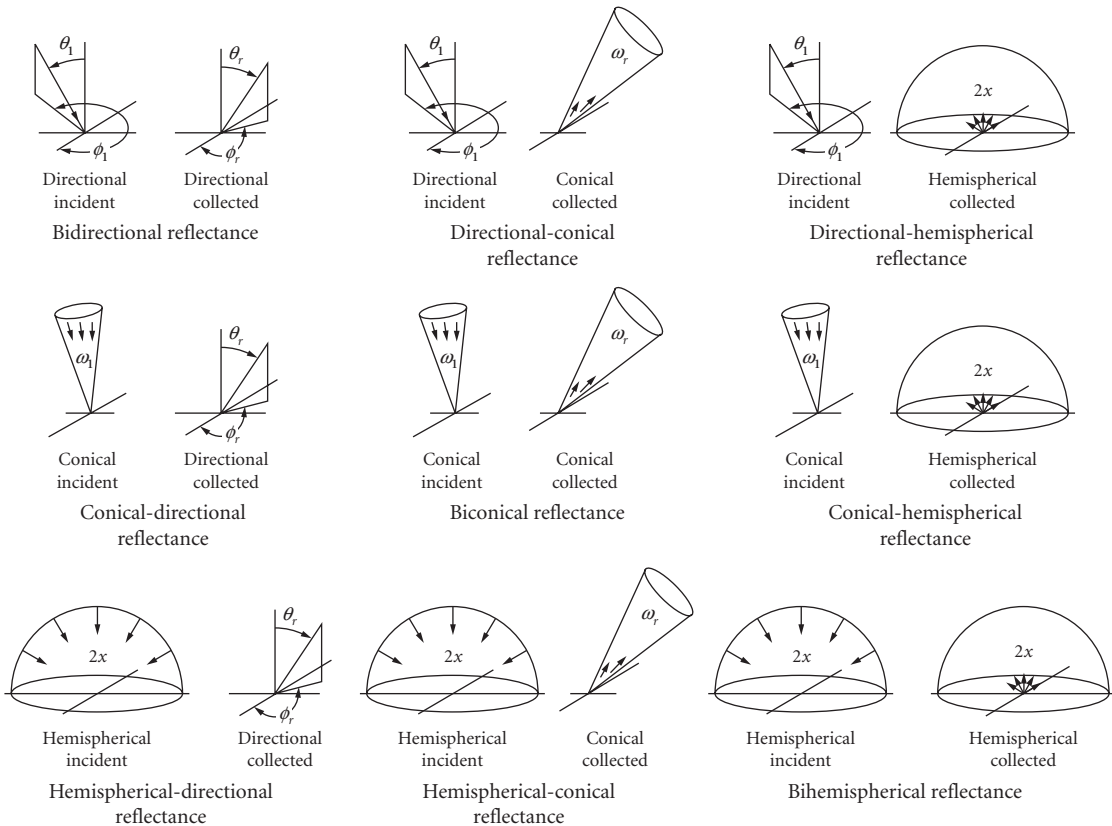 θ₁
θᵣ
ϕ₁
ϕᵣ
Directional
incident
Directional
collected
Bidirectional reflectance
θ₁
ωᵣ
ϕ₁
Directional
incident
Conical
collected
Directional-conical
reflectance
θ₁
2x
ϕ₁
Directional
incident
Hemispherical
collected
Directional-hemispherical
reflectance
ω₁
θᵣ
ϕᵣ
Conical
incident
Directional
collected
Conical-directional
reflectance
ω₁
ωᵣ
Conical
incident
Conical
collected
Biconical reflectance
ω₁
2x
Conical
incident
Hemispherical
collected
Conical-hemispherical
reflectance
2x
θᵣ
ϕᵣ
Hemispherical
incident
Directional
collected
Hemispherical-directional
reflectance
2x
ωᵣ
Hemispherical
incident
Conical
collected
Hemispherical-conical
reflectance
2x
2x
Hemispherical
incident
Hemispherical
collected
Bihemispherical reflectance